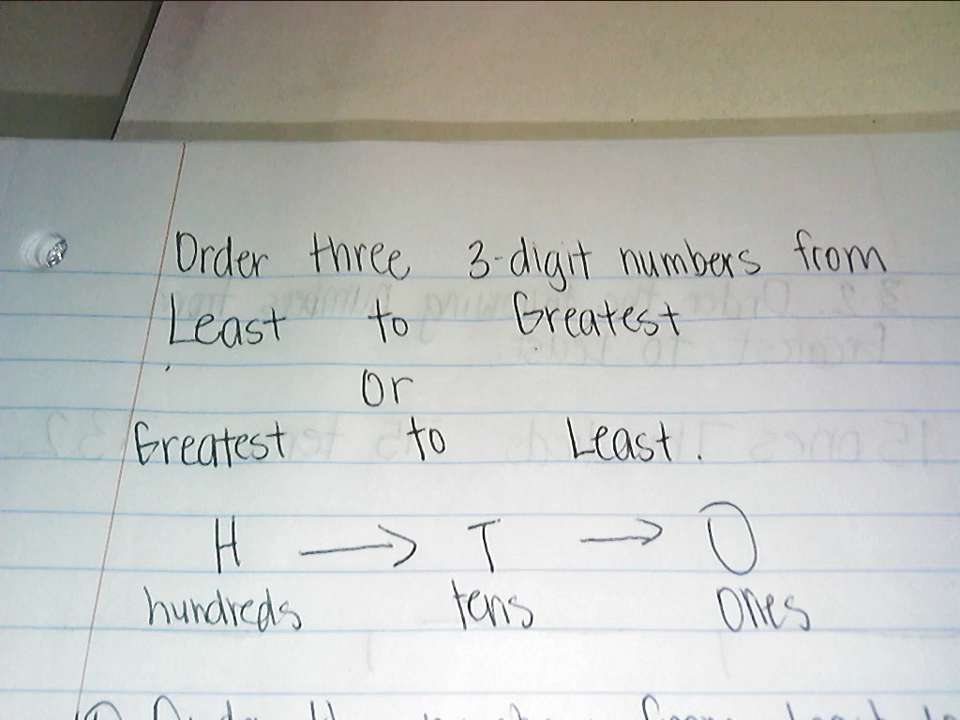 Order three 3-digit numbers from
Least to Greatest
or
Greatest to Least.
H → T → O
hundreds tens ones